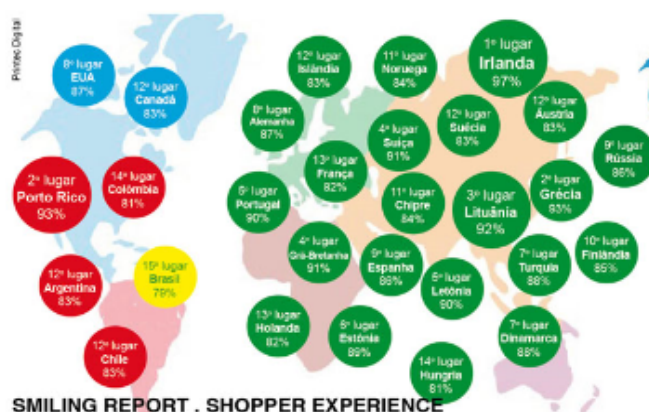 Printec Digital
8º lugar
EUA
87%
12º lugar
Canadá
83%
2º lugar
Porto Rico
93%
14º lugar
Colômbia
81%
12º lugar
Argentina
83%
15º lugar
Brasil
79%
12º lugar
Chile
83%
12º lugar
Islândia
83%
11º lugar
Noruega
84%
1º lugar
Irlanda
97%
8º lugar
Alemanha
87%
4º lugar
Suíça
91%
12º lugar
Suécia
83%
12º lugar
Áustria
83%
9º lugar
Rússia
86%
13º lugar
França
82%
5º lugar
Portugal
90%
11º lugar
Chipre
84%
3º lugar
Lituânia
92%
2º lugar
Grécia
93%
4º lugar
Grã-Bretanha
91%
9º lugar
Espanha
86%
5º lugar
Letônia
90%
7º lugar
Turquia
88%
10º lugar
Finlândia
85%
13º lugar
Holanda
82%
6º lugar
Estônia
89%
14º lugar
Hungria
81%
7º lugar
Dinamarca
88%
SMILING REPORT . SHOPPER EXPERIENCE